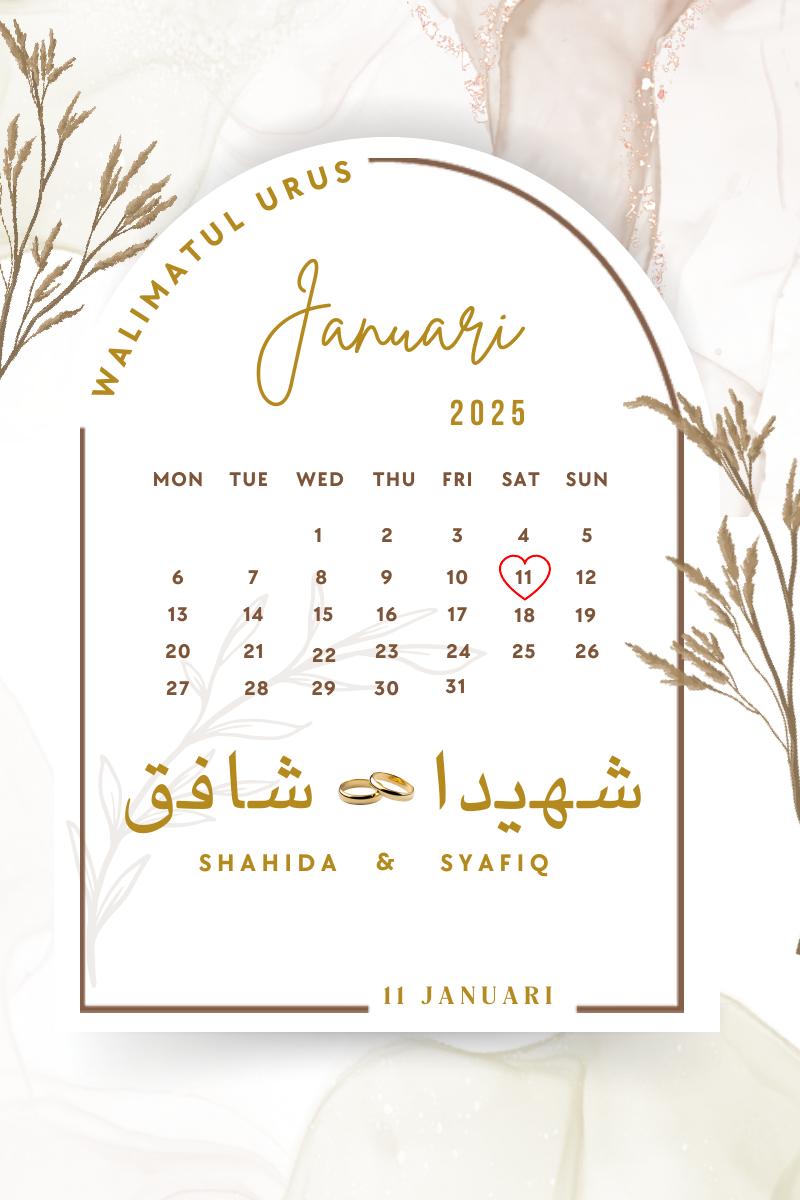 WALIMATUL URUS
Januari
2025
MON TUE WED THU FRI SAT SUN
1 2 3 4 5
6 7 8 9 10 11 12
13 14 15 16 17 18 19
20 21 22 23 24 25 26
27 28 29 30 31
شهيدا شافق
SHAHIDA & SYAFIQ
11 JANUARI